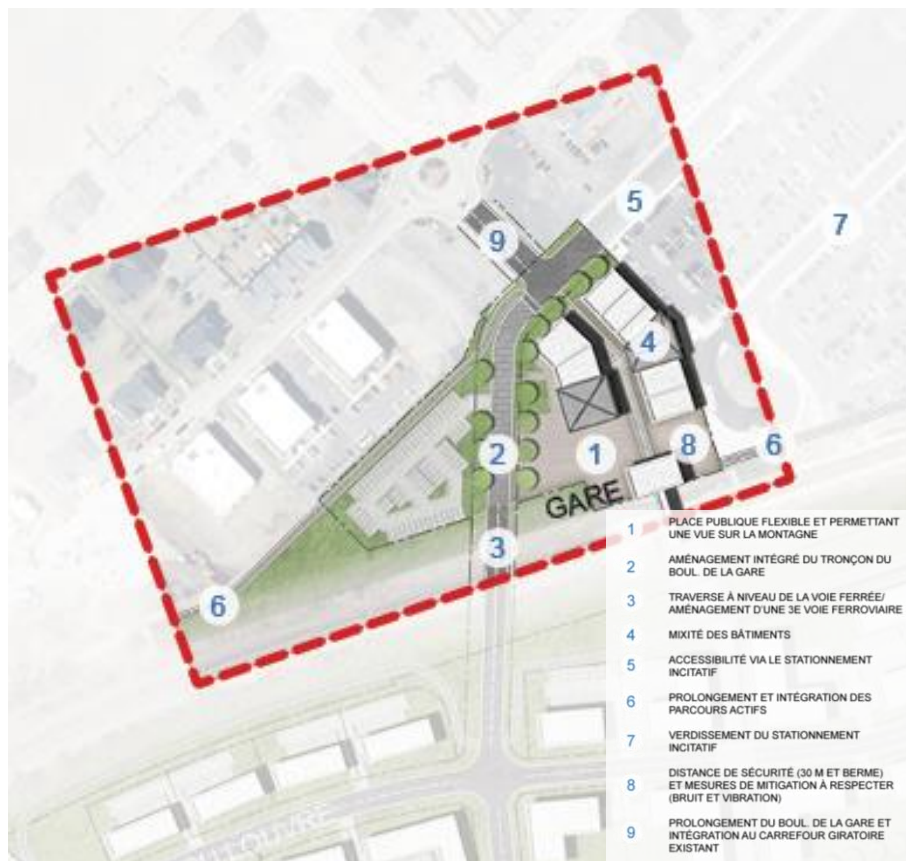 5
7
9
4
2
1
8
6
GARE
3
6
1 PLACE PUBLIQUE FLEXIBLE ET PERMETTANT
UNE VUE SUR LA MONTAGNE
2 AMÉNAGEMENT INTÉGRÉ DU TRONÇON DU
BOUL. DE LA GARE
3 TRAVERSE À NIVEAU DE LA VOIE FERRÉE/
AMÉNAGEMENT D'UNE 3E VOIE FERROVIAIRE
4 MIXITÉ DES BÂTIMENTS
5 ACCESSIBILITÉ VIA LE STATIONNEMENT
INCITATIF
6 PROLONGEMENT ET INTÉGRATION DES
PARCOURS ACTIFS
7 VERDISSEMENT DU STATIONNEMENT
INCITATIF
8 DISTANCE DE SÉCURITÉ (30 M ET BERME)
ET MESURES DE MITIGATION À RESPECTER
(BRUIT ET VIBRATION)
9 PROLONGEMENT DU BOUL. DE LA GARE ET
INTÉGRATION AU CARREFOUR GIRATOIRE
EXISTANT